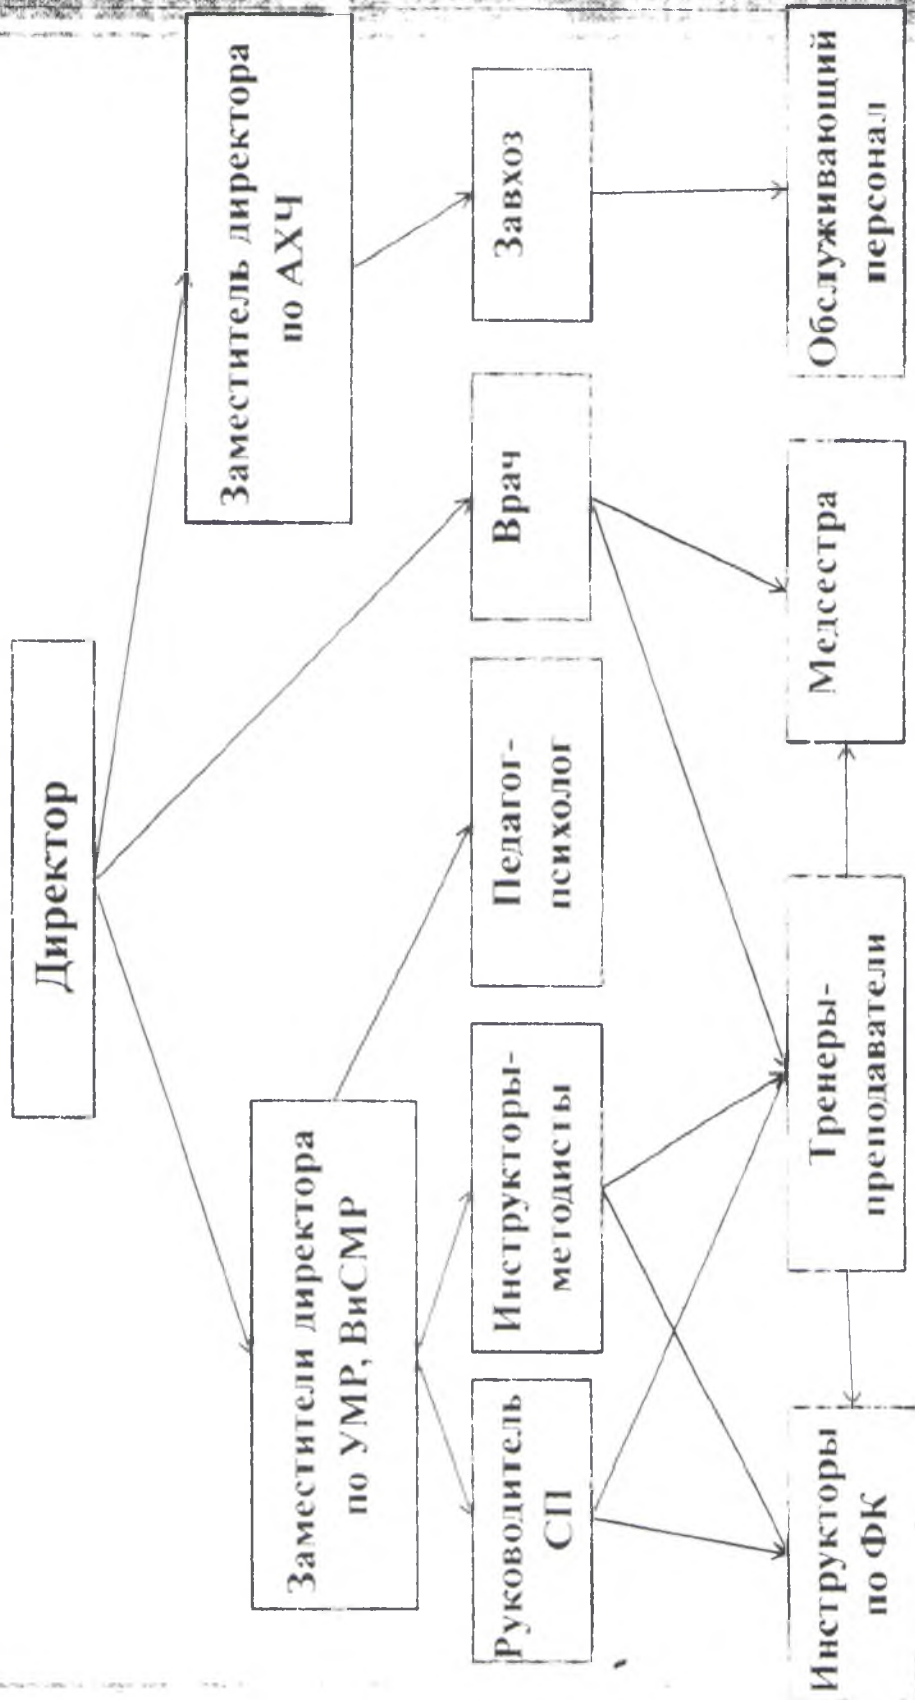 Директор
Заместители директора
по УМР, ВиСМР
Заместитель директора
по АХЧ
Руководитель
СП
Инструкторы-
методисты
Педагог-
психолог
Врач
Завхоз
Инструкторы
по ФК
Тренеры-
преподаватели
Медсестра
Обслуживающий
персонал